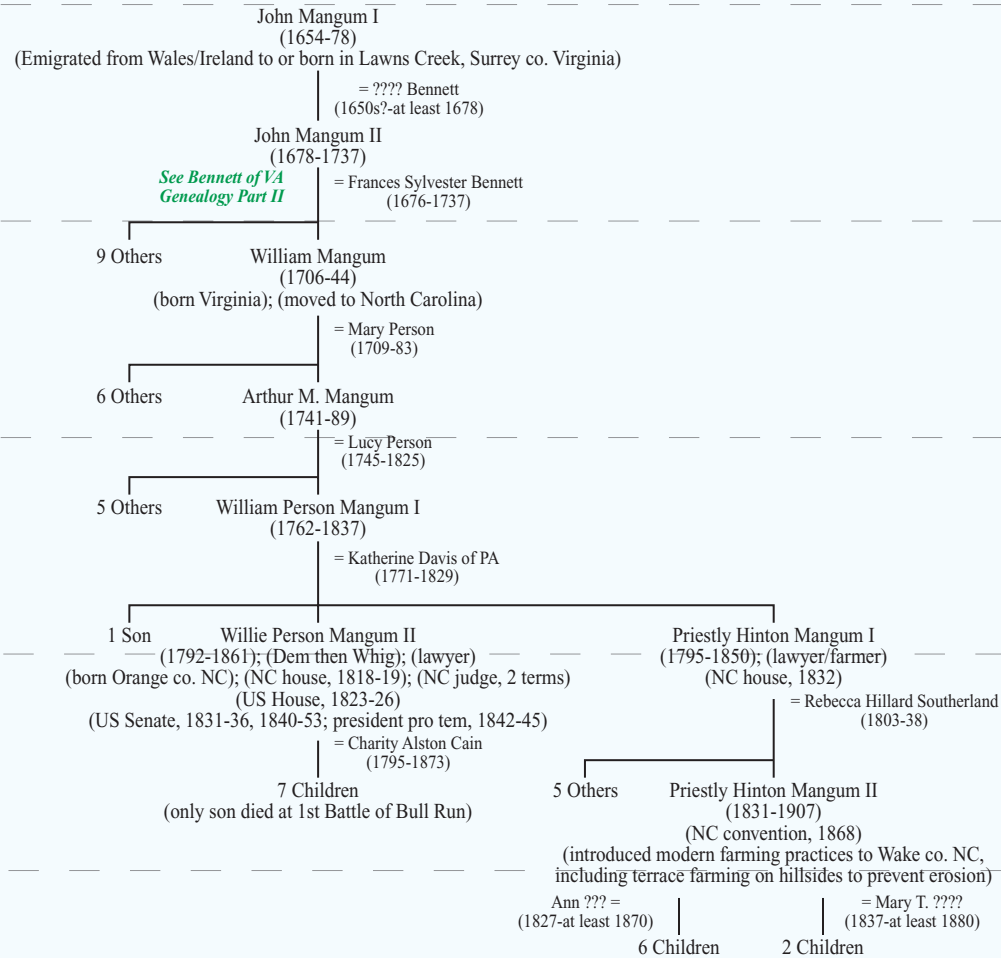 John Mangum I
(1654-78)
(Emigrated from Wales/Ireland to or born in Lawns Creek, Surrey co. Virginia)
= ???? Bennett
(1650s?-at least 1678)
John Mangum II
(1678-1737)
See Bennett of VA
Genealogy Part II
= Frances Sylvester Bennett
(1676-1737)
9 Others
William Mangum
(1706-44)
(born Virginia); (moved to North Carolina)
= Mary Person
(1709-83)
6 Others
Arthur M. Mangum
(1741-89)
= Lucy Person
(1745-1825)
5 Others
William Person Mangum I
(1762-1837)
= Katherine Davis of PA
(1771-1829)
1 Son
Willie Person Mangum II
(1792-1861); (Dem then Whig); (lawyer)
(born Orange co. NC); (NC house, 1818-19); (NC judge, 2 terms)
(US House, 1823-26)
(US Senate, 1831-36, 1840-53; president pro tem, 1842-45)
Priestly Hinton Mangum I
(1795-1850); (lawyer/farmer)
(NC house, 1832)
= Charity Alston Cain
(1795-1873)
= Rebecca Hillard Southerland
(1803-38)
7 Children
(only son died at 1st Battle of Bull Run)
5 Others
Priestly Hinton Mangum II
(1831-1907)
(NC convention, 1868)
(introduced modern farming practices to Wake co. NC,
including terrace farming on hillsides to prevent erosion)
Ann ??? =
(1827-at least 1870)
= Mary T. ????
(1837-at least 1880)
6 Children
2 Children